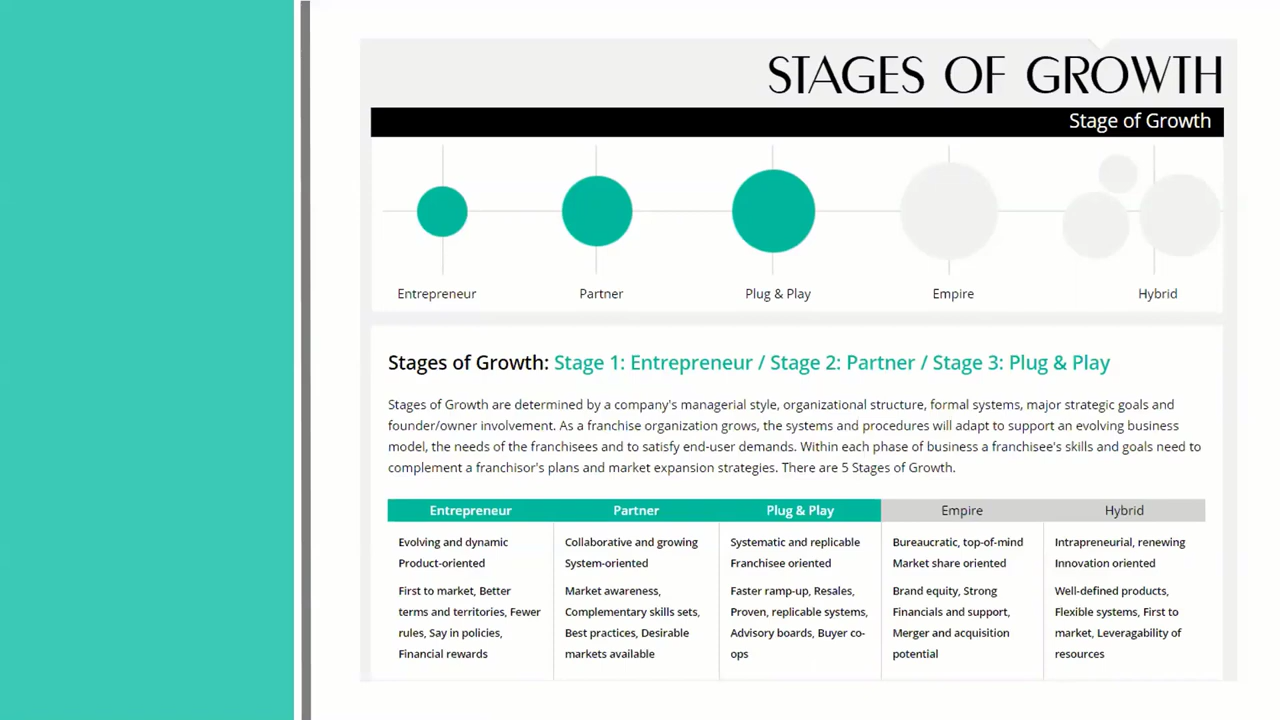 STAGES OF GROWTH
Stage of Growth
Entrepreneur
Partner
Plug & Play
Empire
Hybrid
Stages of Growth: Stage 1: Entrepreneur / Stage 2: Partner / Stage 3: Plug & Play
Stages of Growth are determined by a company's managerial style, organizational structure, formal systems, major strategic goals and
founder/owner involvement. As a franchise organization grows, the systems and procedures will adapt to support an evolving business
model, the needs of the franchisees and to satisfy end-user demands. Within each phase of business a franchisee's skills and goals need to
complement a franchisor's plans and market expansion strategies. There are 5 Stages of Growth.
Entrepreneur
Evolving and dynamic
Product-oriented
First to market, Better
terms and territories, Fewer
rules, Say in policies,
Financial rewards
Partner
Collaborative and growing
System-oriented
Market awareness,
Complementary skills sets,
Best practices, Desirable
markets available
Plug & Play
Systematic and replicable
Franchisee oriented
Faster ramp-up, Resales,
Proven, replicable systems,
Advisory boards, Buyer co-
ops
Empire
Bureaucratic, top-of-mind
Market share oriented
Brand equity, Strong
Financials and support,
Merger and acquisition
potential
Hybrid
Intrapreneurial, renewing
Innovation oriented
Well-defined products,
Flexible systems, First to
market, Leveragability of
resources